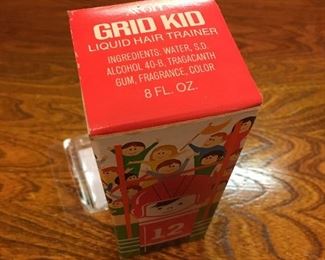 GRID KID
LIQUID HAIR TRAINER
INGREDIENTS: WATER, S.D.
ALCOHOL 40-B, TRAGACANTH
GUM, FRAGRANCE, COLOR
8 FL. OZ.
12